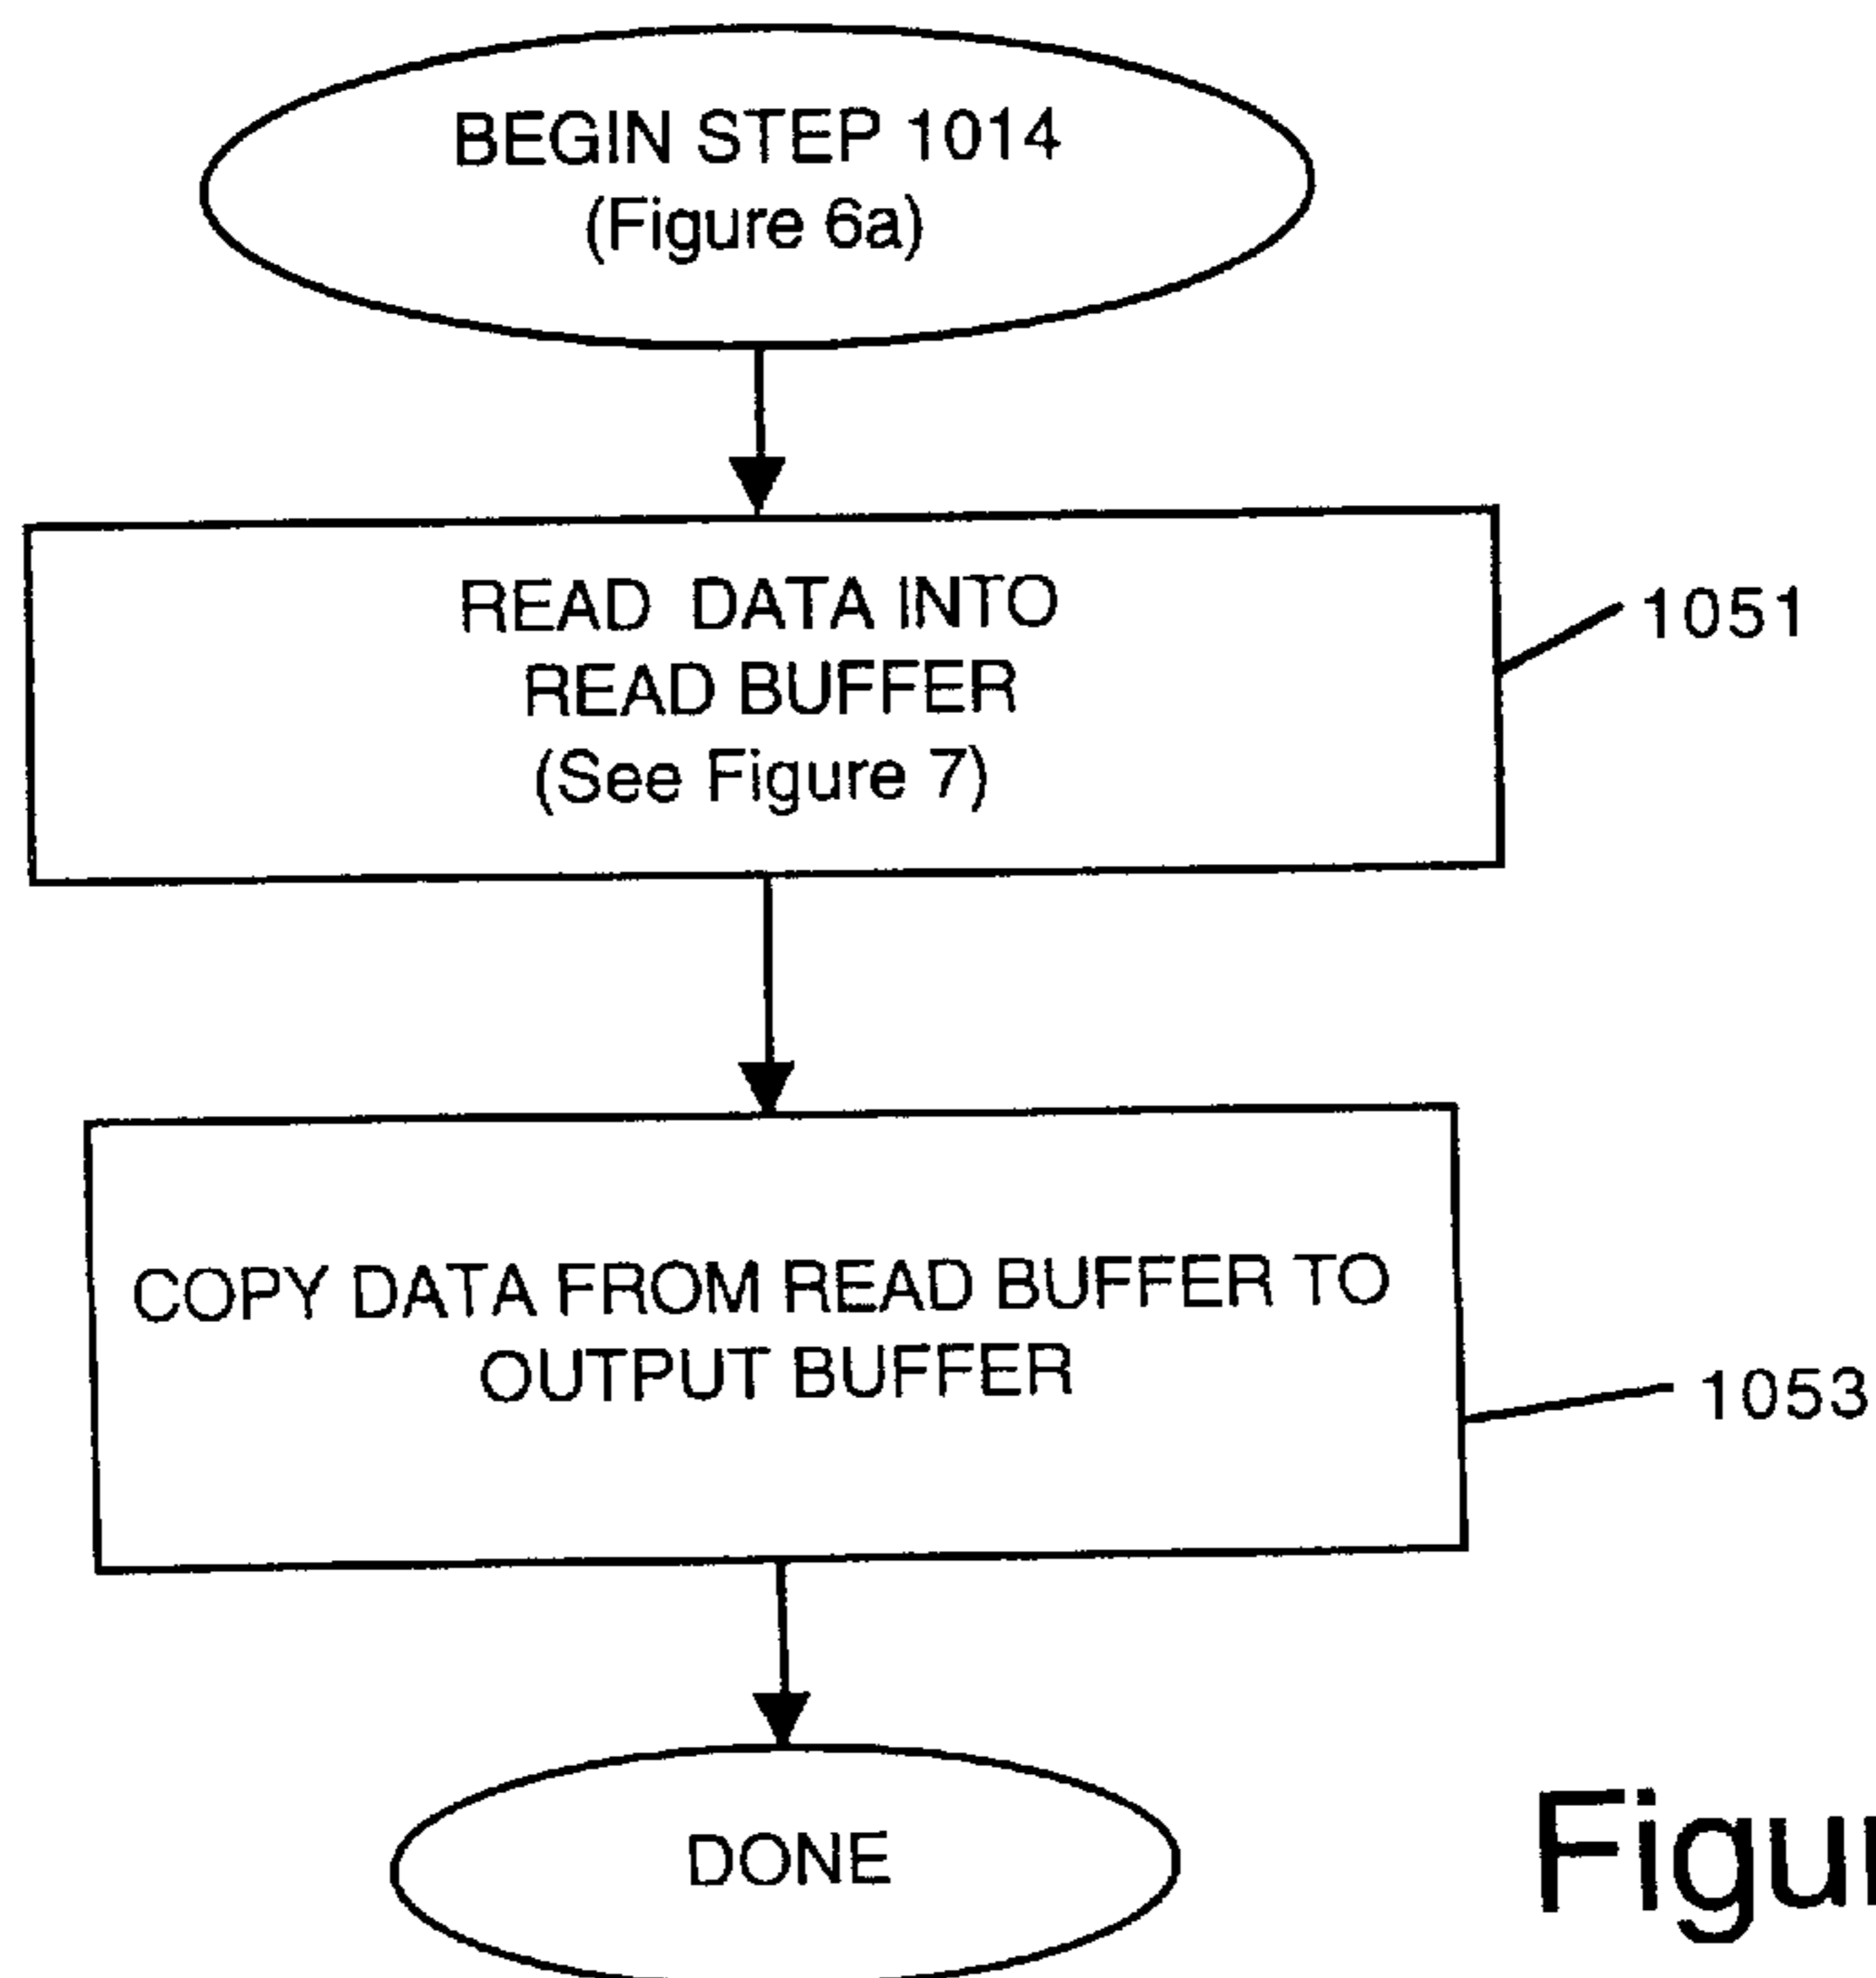 BEGIN STEP 1014
(Figure 6a)
READ DATA INTO
READ BUFFER
(See Figure 7)
1051
COPY DATA FROM READ BUFFER TO
OUTPUT BUFFER
1053
DONE